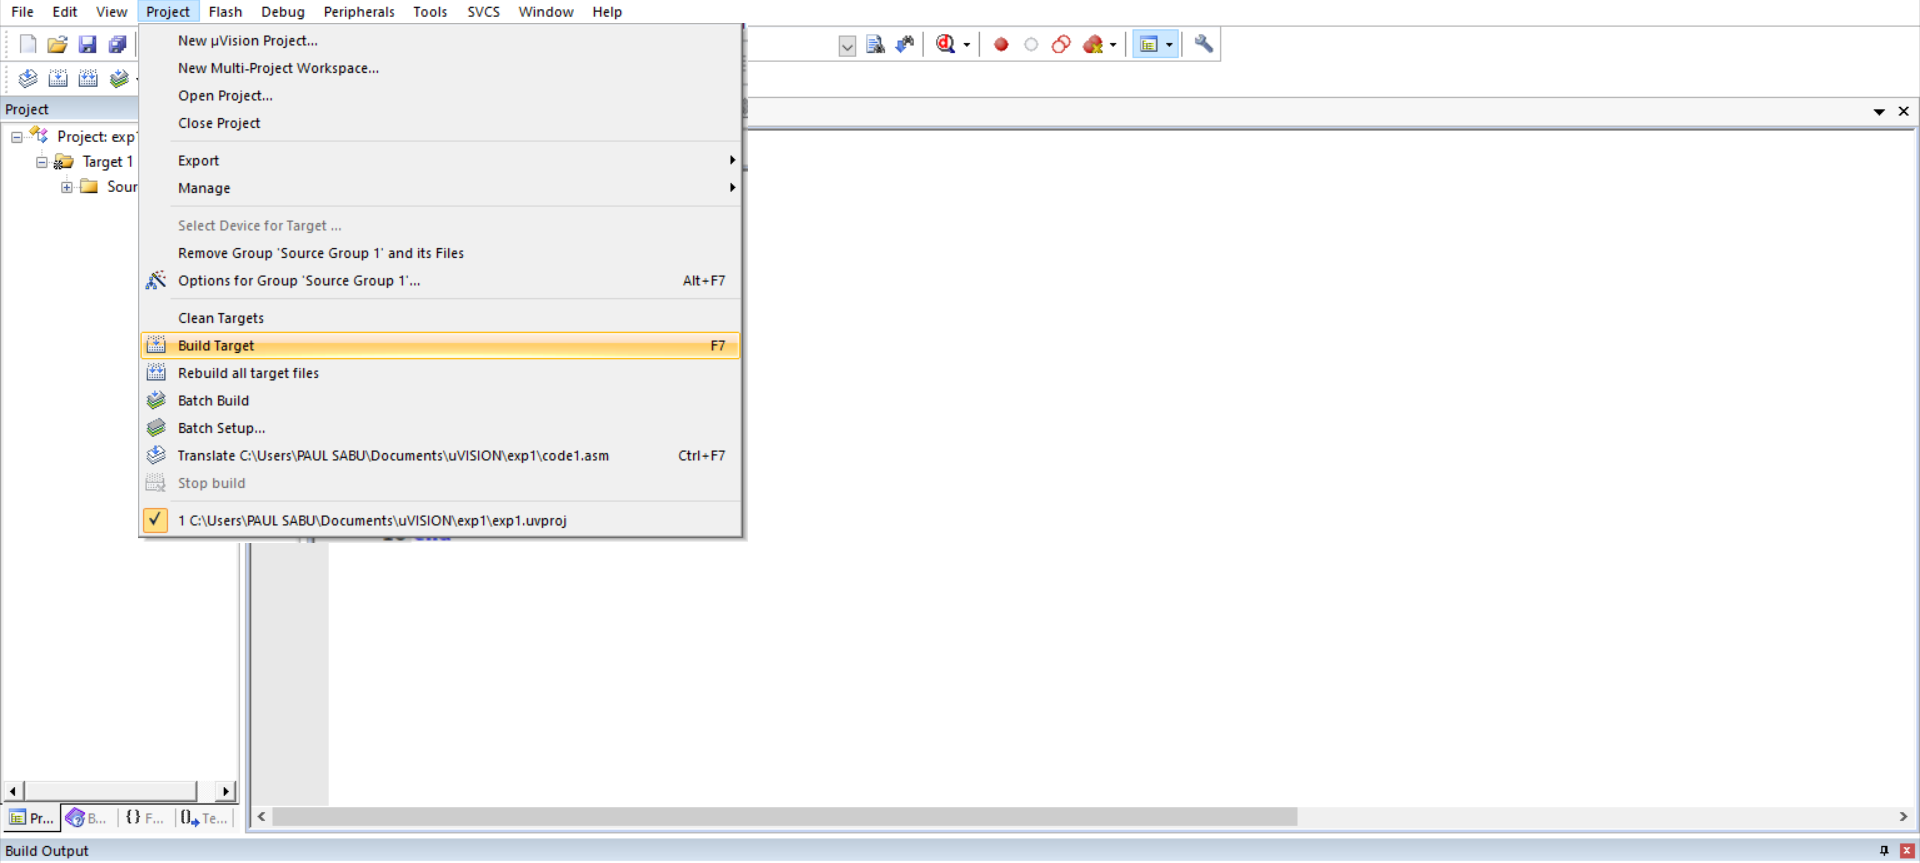 File Edit View Project Flash Debug Peripherals Tools SVCS Window Help
New µVision Project...
New Multi-Project Workspace...
Project
Open Project...
Close Project
Project: exp1
Target 1
Sour
Export
Manage
Select Device for Target ...
Remove Group 'Source Group 1' and its Files
Options for Group 'Source Group 1'... Alt+F7
Clean Targets
Build Target F7
Rebuild all target files
Batch Build
Batch Setup...
Translate C:\Users\PAUL SABU\Documents\uVISION\exp1\code1.asm Ctrl+F7
Stop build
1 C:\Users\PAUL SABU\Documents\uVISION\exp1\exp1.uvproj
end
Pr... B... {} F... Te...
Build Output